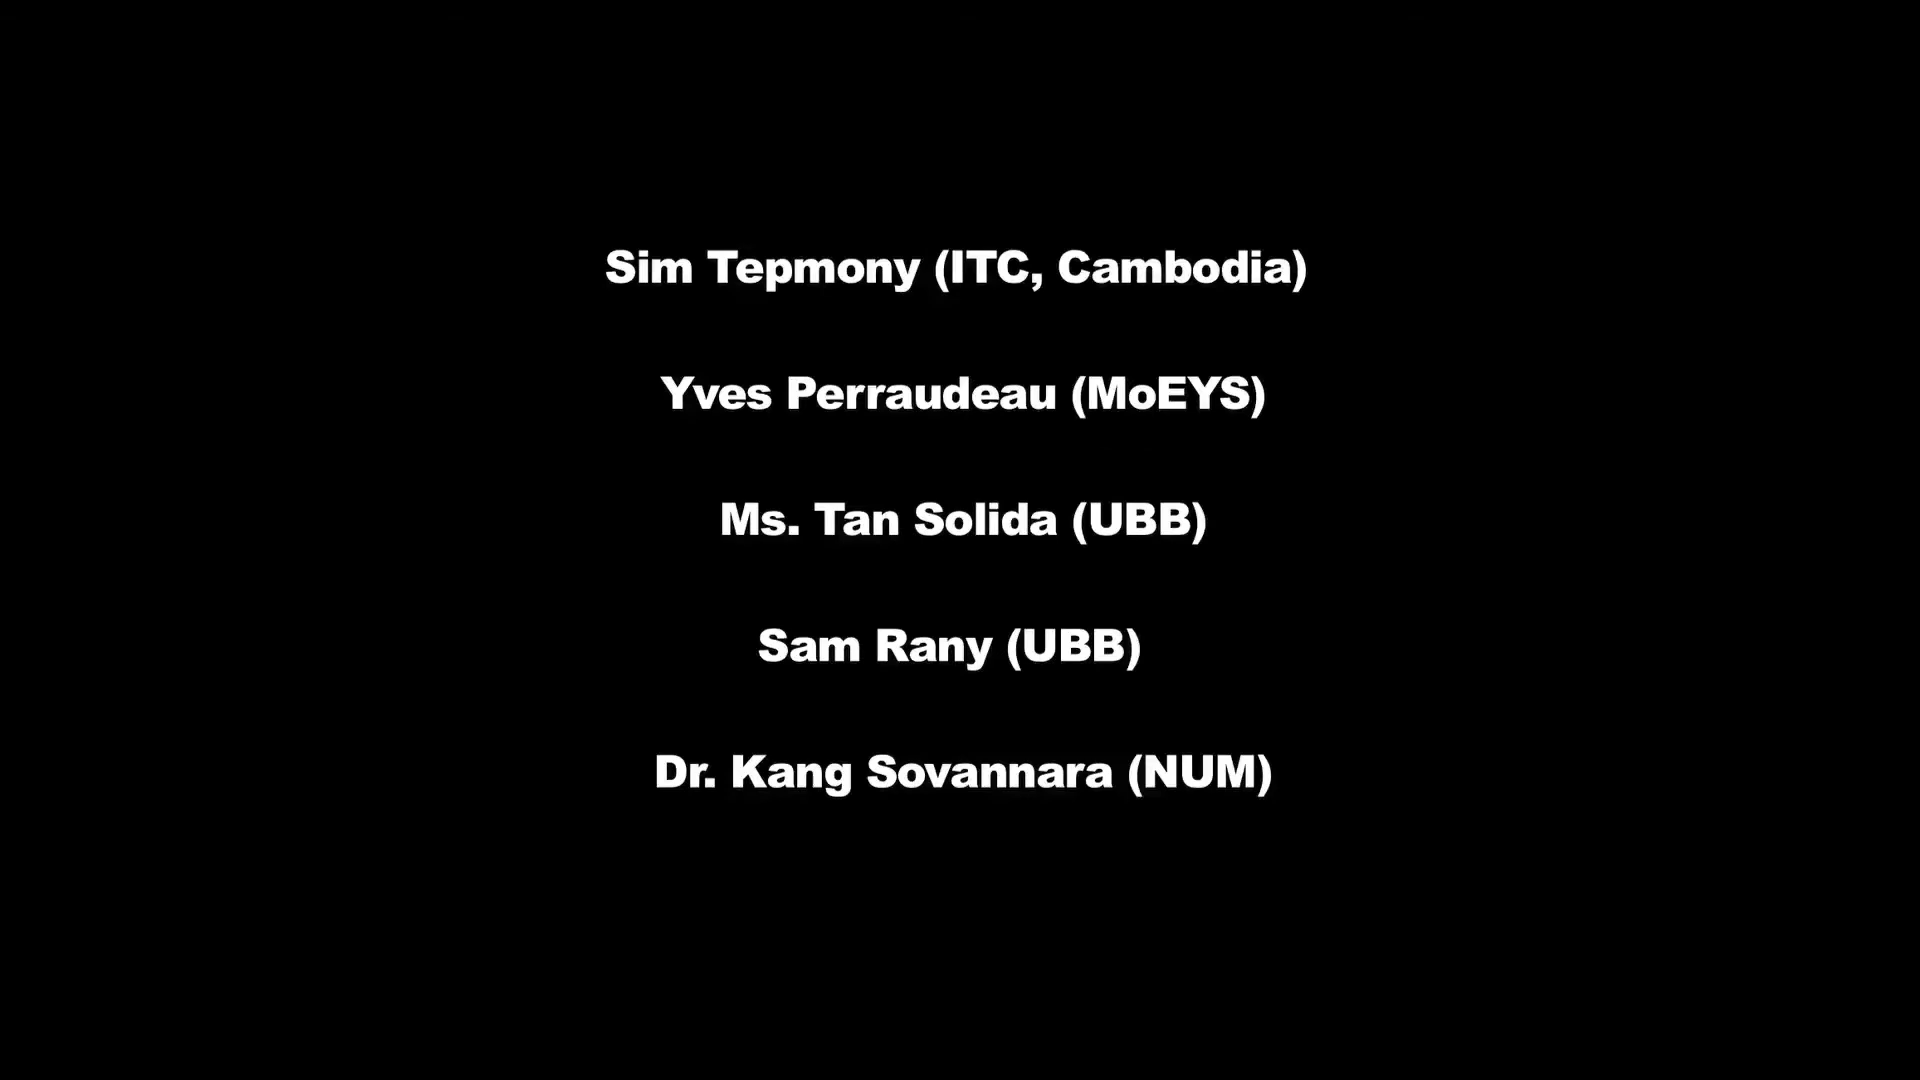 Sim Tepmony (ITC, Cambodia)
Yves Perraudeau (MoEYS)
Ms. Tan Solida (UBB)
Sam Rany (UBB)
Dr. Kang Sovannara (NUM)